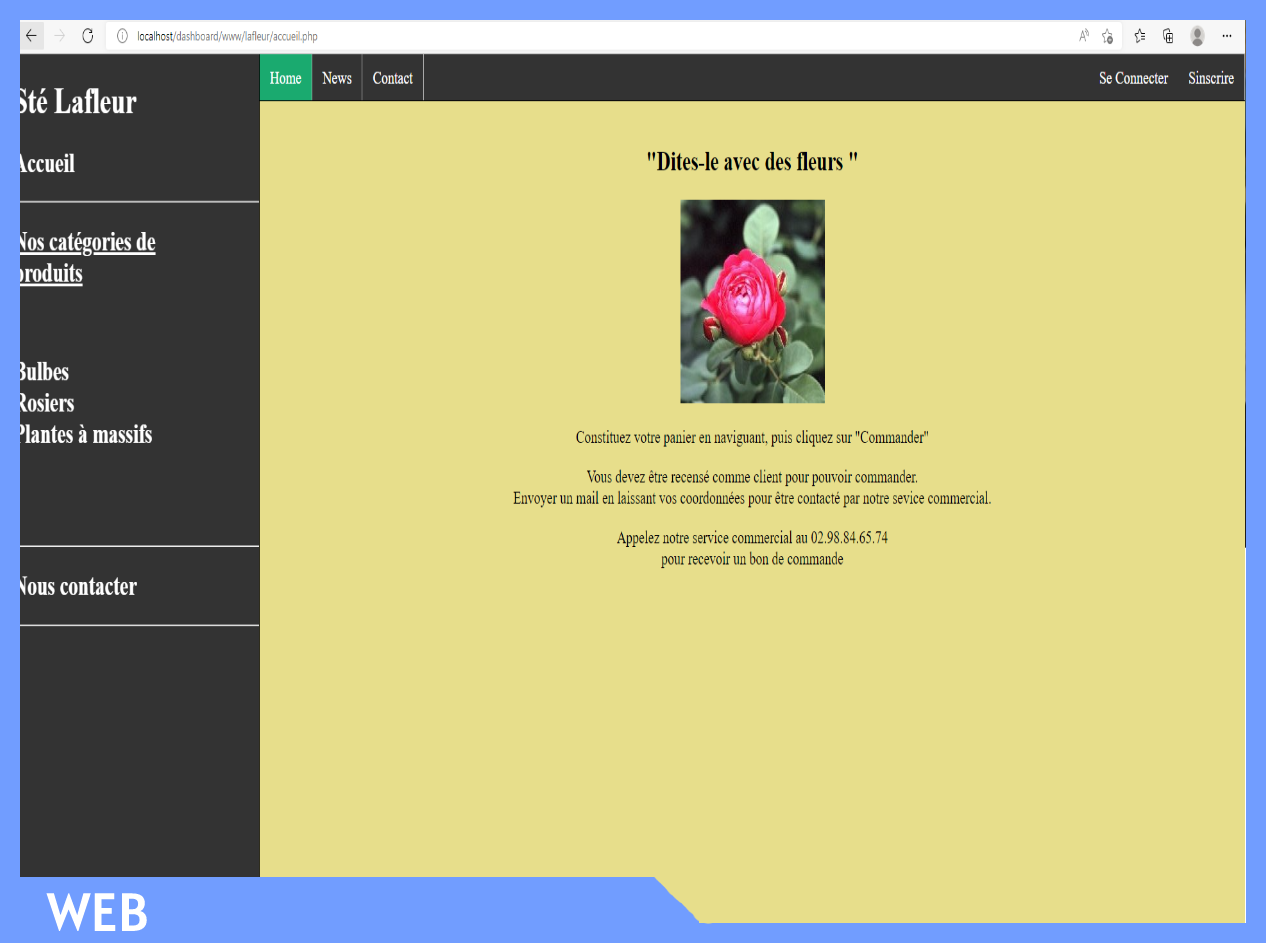 localhost/dashboard/www/lafleur/accueil.php
Home News Contact Se Connecter Sinscrire
Sté Lafleur
Accueil
Nos catégories de
produits
Bulbes
Rosiers
Plantes à massifs
Nous contacter
"Dites-le avec des fleurs "
Constituez votre panier en naviguant, puis cliquez sur "Commander"
Vous devez être recensé comme client pour pouvoir commander.
Envoyer un mail en laissant vos coordonnées pour être contacté par notre sevice commercial.
Appelez notre service commercial au 02.98.84.65.74
pour recevoir un bon de commande
WEB